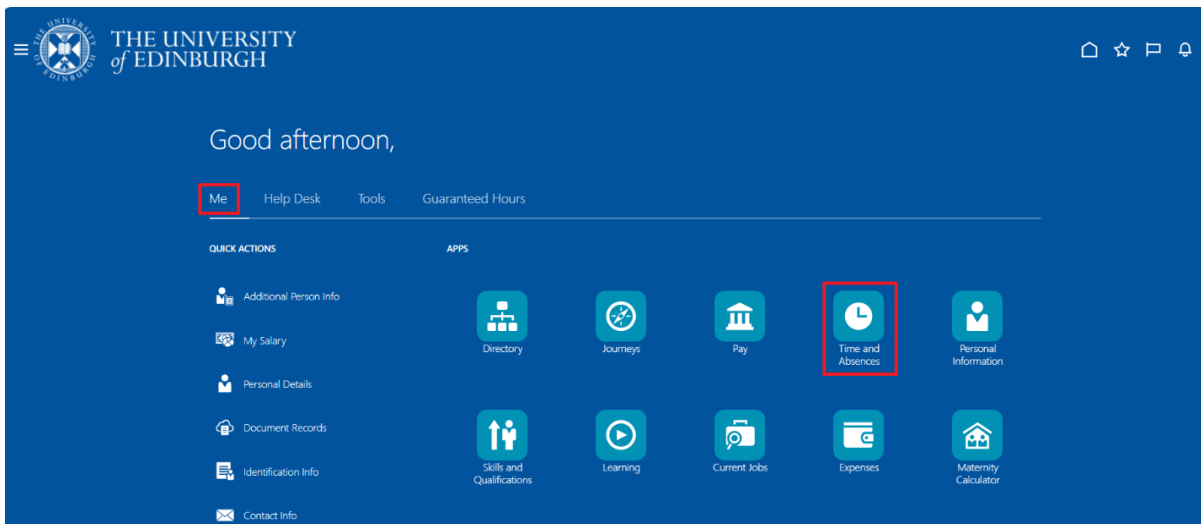 THE UNIVERSITY
of EDINBURGH
Good afternoon,
Me Help Desk Tools Guaranteed Hours
QUICK ACTIONS
Additional Person Info
My Salary
Personal Details
Document Records
Identification Info
Contact Info
APPS
Directory
Journeys
Pay
Time and
Absences
Personal
Information
Skills and
Qualifications
Learning
Current Jobs
Expenses
Maternity
Calculator